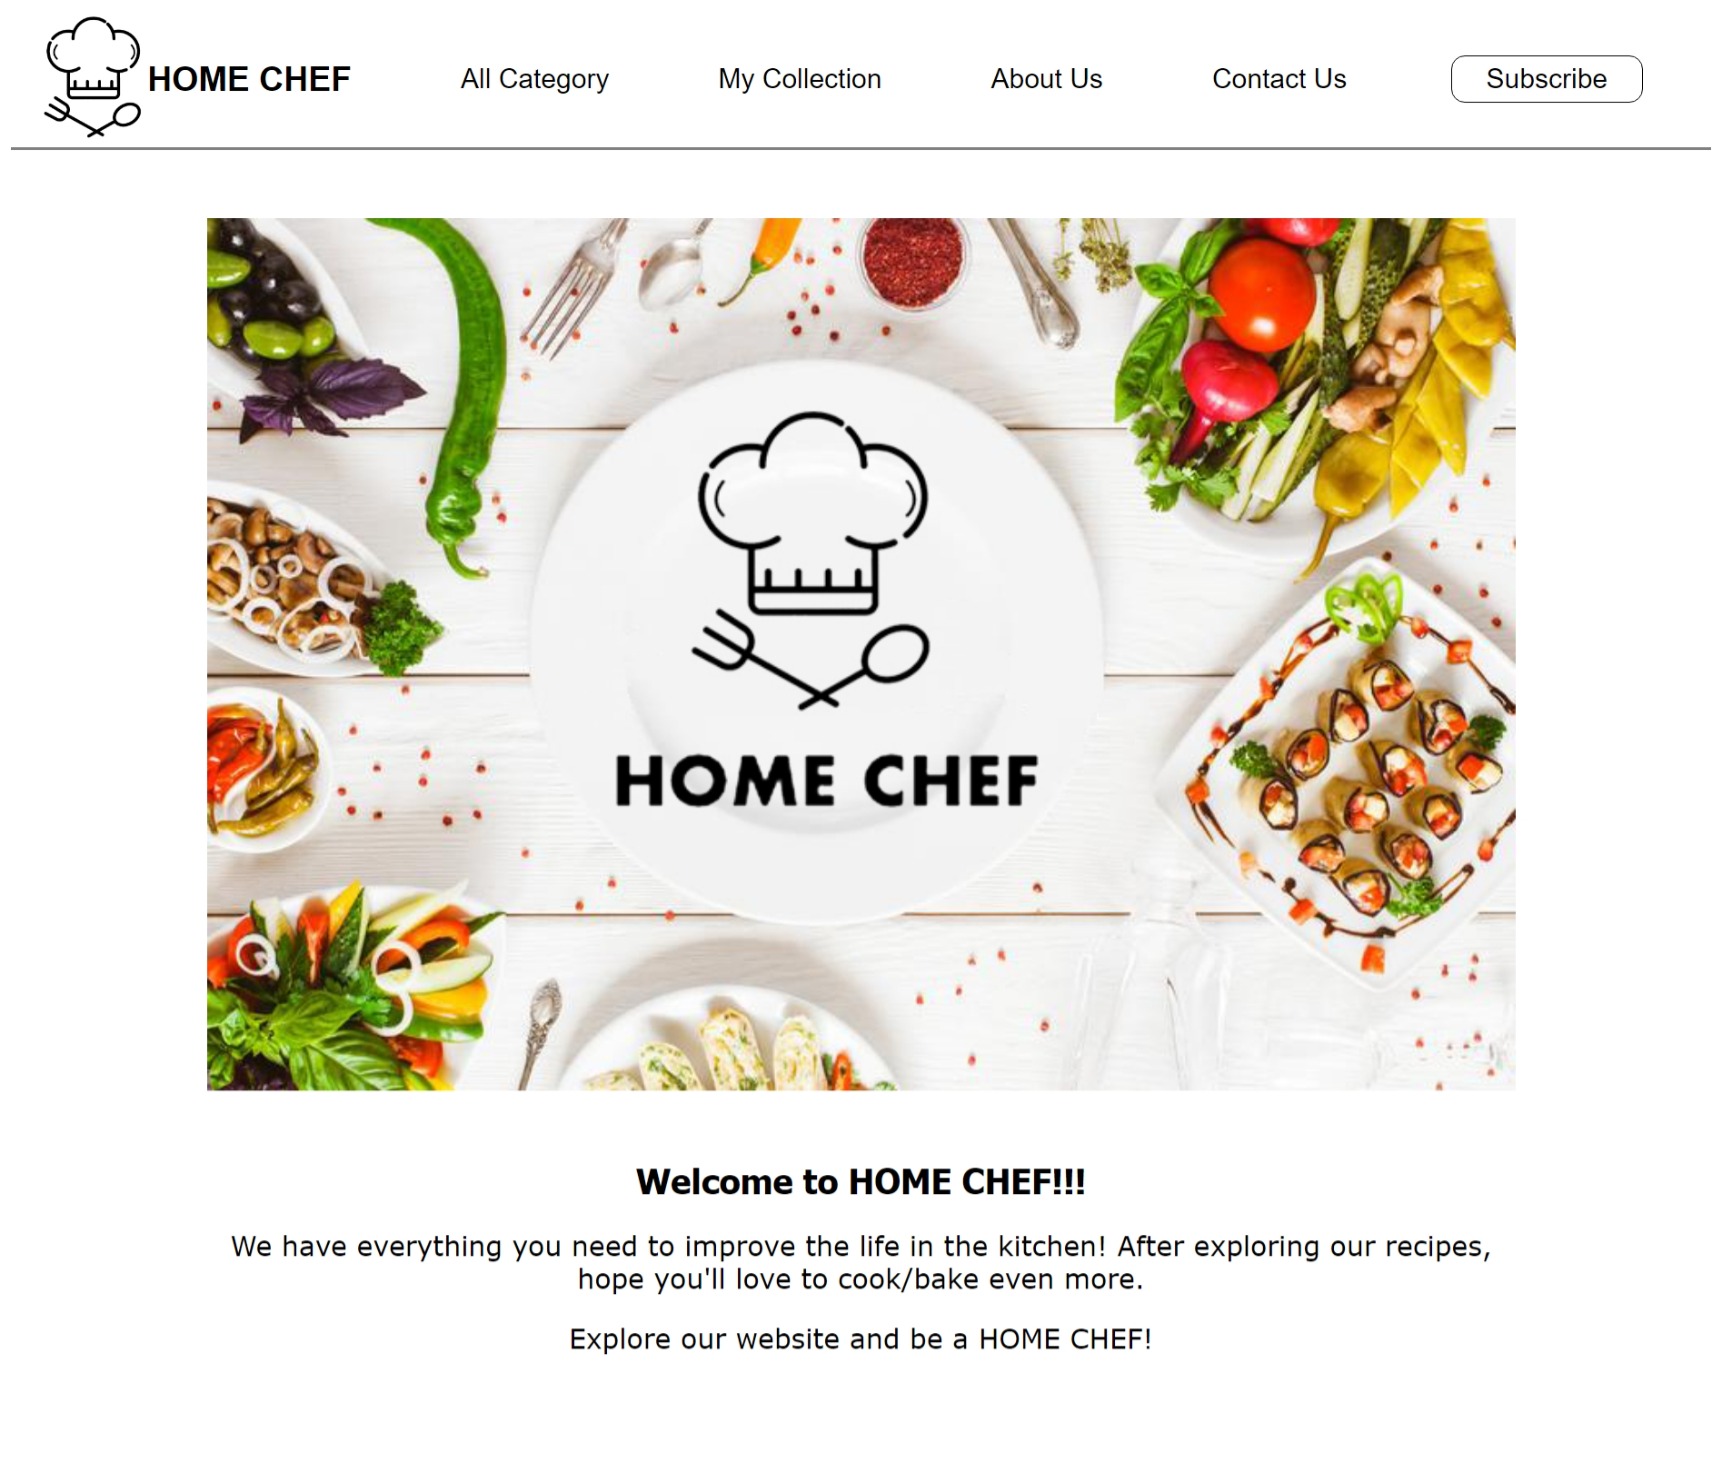 HOME CHEF
All Category
My Collection
About Us
Contact Us
Subscribe
HOME CHEF
Welcome to HOME CHEF!!!
We have everything you need to improve the life in the kitchen! After exploring our recipes,
hope you'll love to cook/bake even more.
Explore our website and be a HOME CHEF!